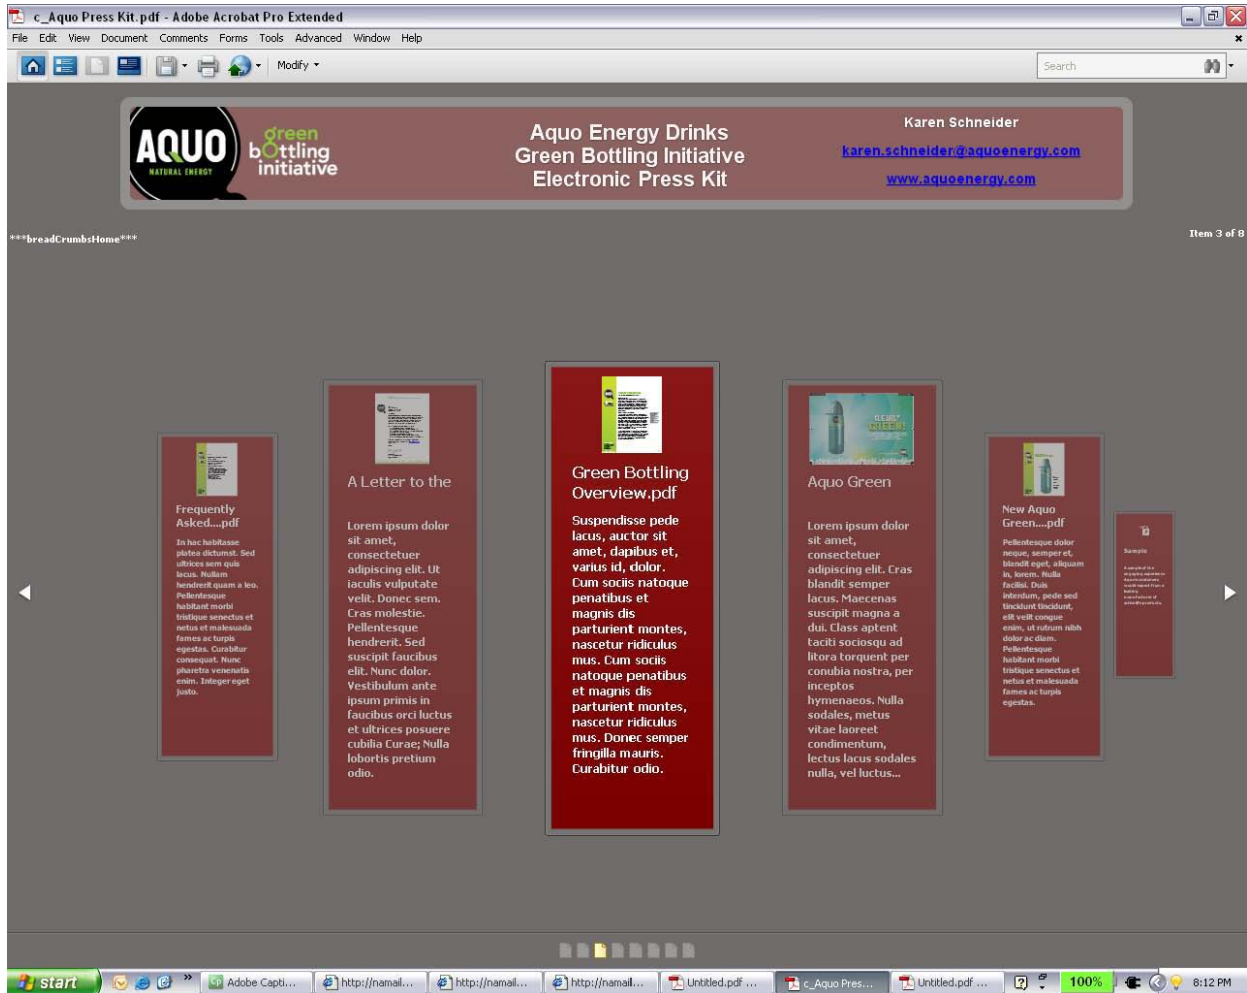 c_Aquo Press Kit.pdf - Adobe Acrobat Pro Extended
File Edit View Document Comments Forms Tools Advanced Window Help
Modify
Search
AQUO
NATURAL ENERGY
green
bottling
initiative
Aquo Energy Drinks
Green Bottling Initiative
Electronic Press Kit
Karen Schneider
karen.schneider@aquoenergy.com
www.aquoenergy.com
***breadCrumbsHome***
Item 3 of 8
Frequently
Asked....pdf
In hac habitasse
platea dictumst. Sed
ultrices sem quis
lacus. Nullam
hendrerit quam a leo.
Pellentesque
habitant morbi
tristique senectus et
netus et malesuada
fames ac turpis
egestas. Curabitur
consequat. Nunc
pharetra venenatis
enim. Integer eget
justo.
A Letter to the
Lorem ipsum dolor
sit amet,
consectetuer
adipiscing elit. Ut
iaculis vulputate
velit. Donec sem.
Cras molestie.
Pellentesque
hendrerit. Sed
suscipit faucibus
elit. Nunc dolor.
Vestibulum ante
ipsum primis in
faucibus orci luctus
et ultrices posuere
cubilia Curae; Nulla
lobortis pretium
odio.
Green Bottling
Overview.pdf
Suspendisse pede
lacus, auctor sit
amet, dapibus et,
varius id, dolor.
Cum sociis natoque
penatibus et
magnis dis
parturient montes,
nascetur ridiculus
mus. Cum sociis
natoque penatibus
et magnis dis
parturient montes,
nascetur ridiculus
mus. Donec semper
fringilla mauris.
Curabitur odio.
Aquo Green
Lorem ipsum dolor
sit amet,
consectetuer
adipiscing elit. Cras
blandit semper
lacus. Maecenas
suscipit magna a
dui. Class aptent
taciti sociosqu ad
litora torquent per
conubia nostra, per
inceptos
hymenaeos. Nulla
sodales, metus
vitae laoreet
condimentum,
lectus lacus sodales
nulla, vel luctus...
New Aquo
Green....pdf
Pellentesque dolor
neque, semper et,
blandit eget, aliquam
in, lorem. Nulla
facilisi. Duis
interdum, pede sed
tincidunt tincidunt,
elit velit congue
enim, ut rutrum nibh
dolor ac diam.
Pellentesque
habitant morbi
tristique senectus et
netus et malesuada
fames ac turpis
egestas.
Sample
start
Adobe Capti...
http://namail...
http://namail...
http://namail...
Untitled.pdf ...
c_Aquo Pres...
Untitled.pdf ...
100%
8:12 PM